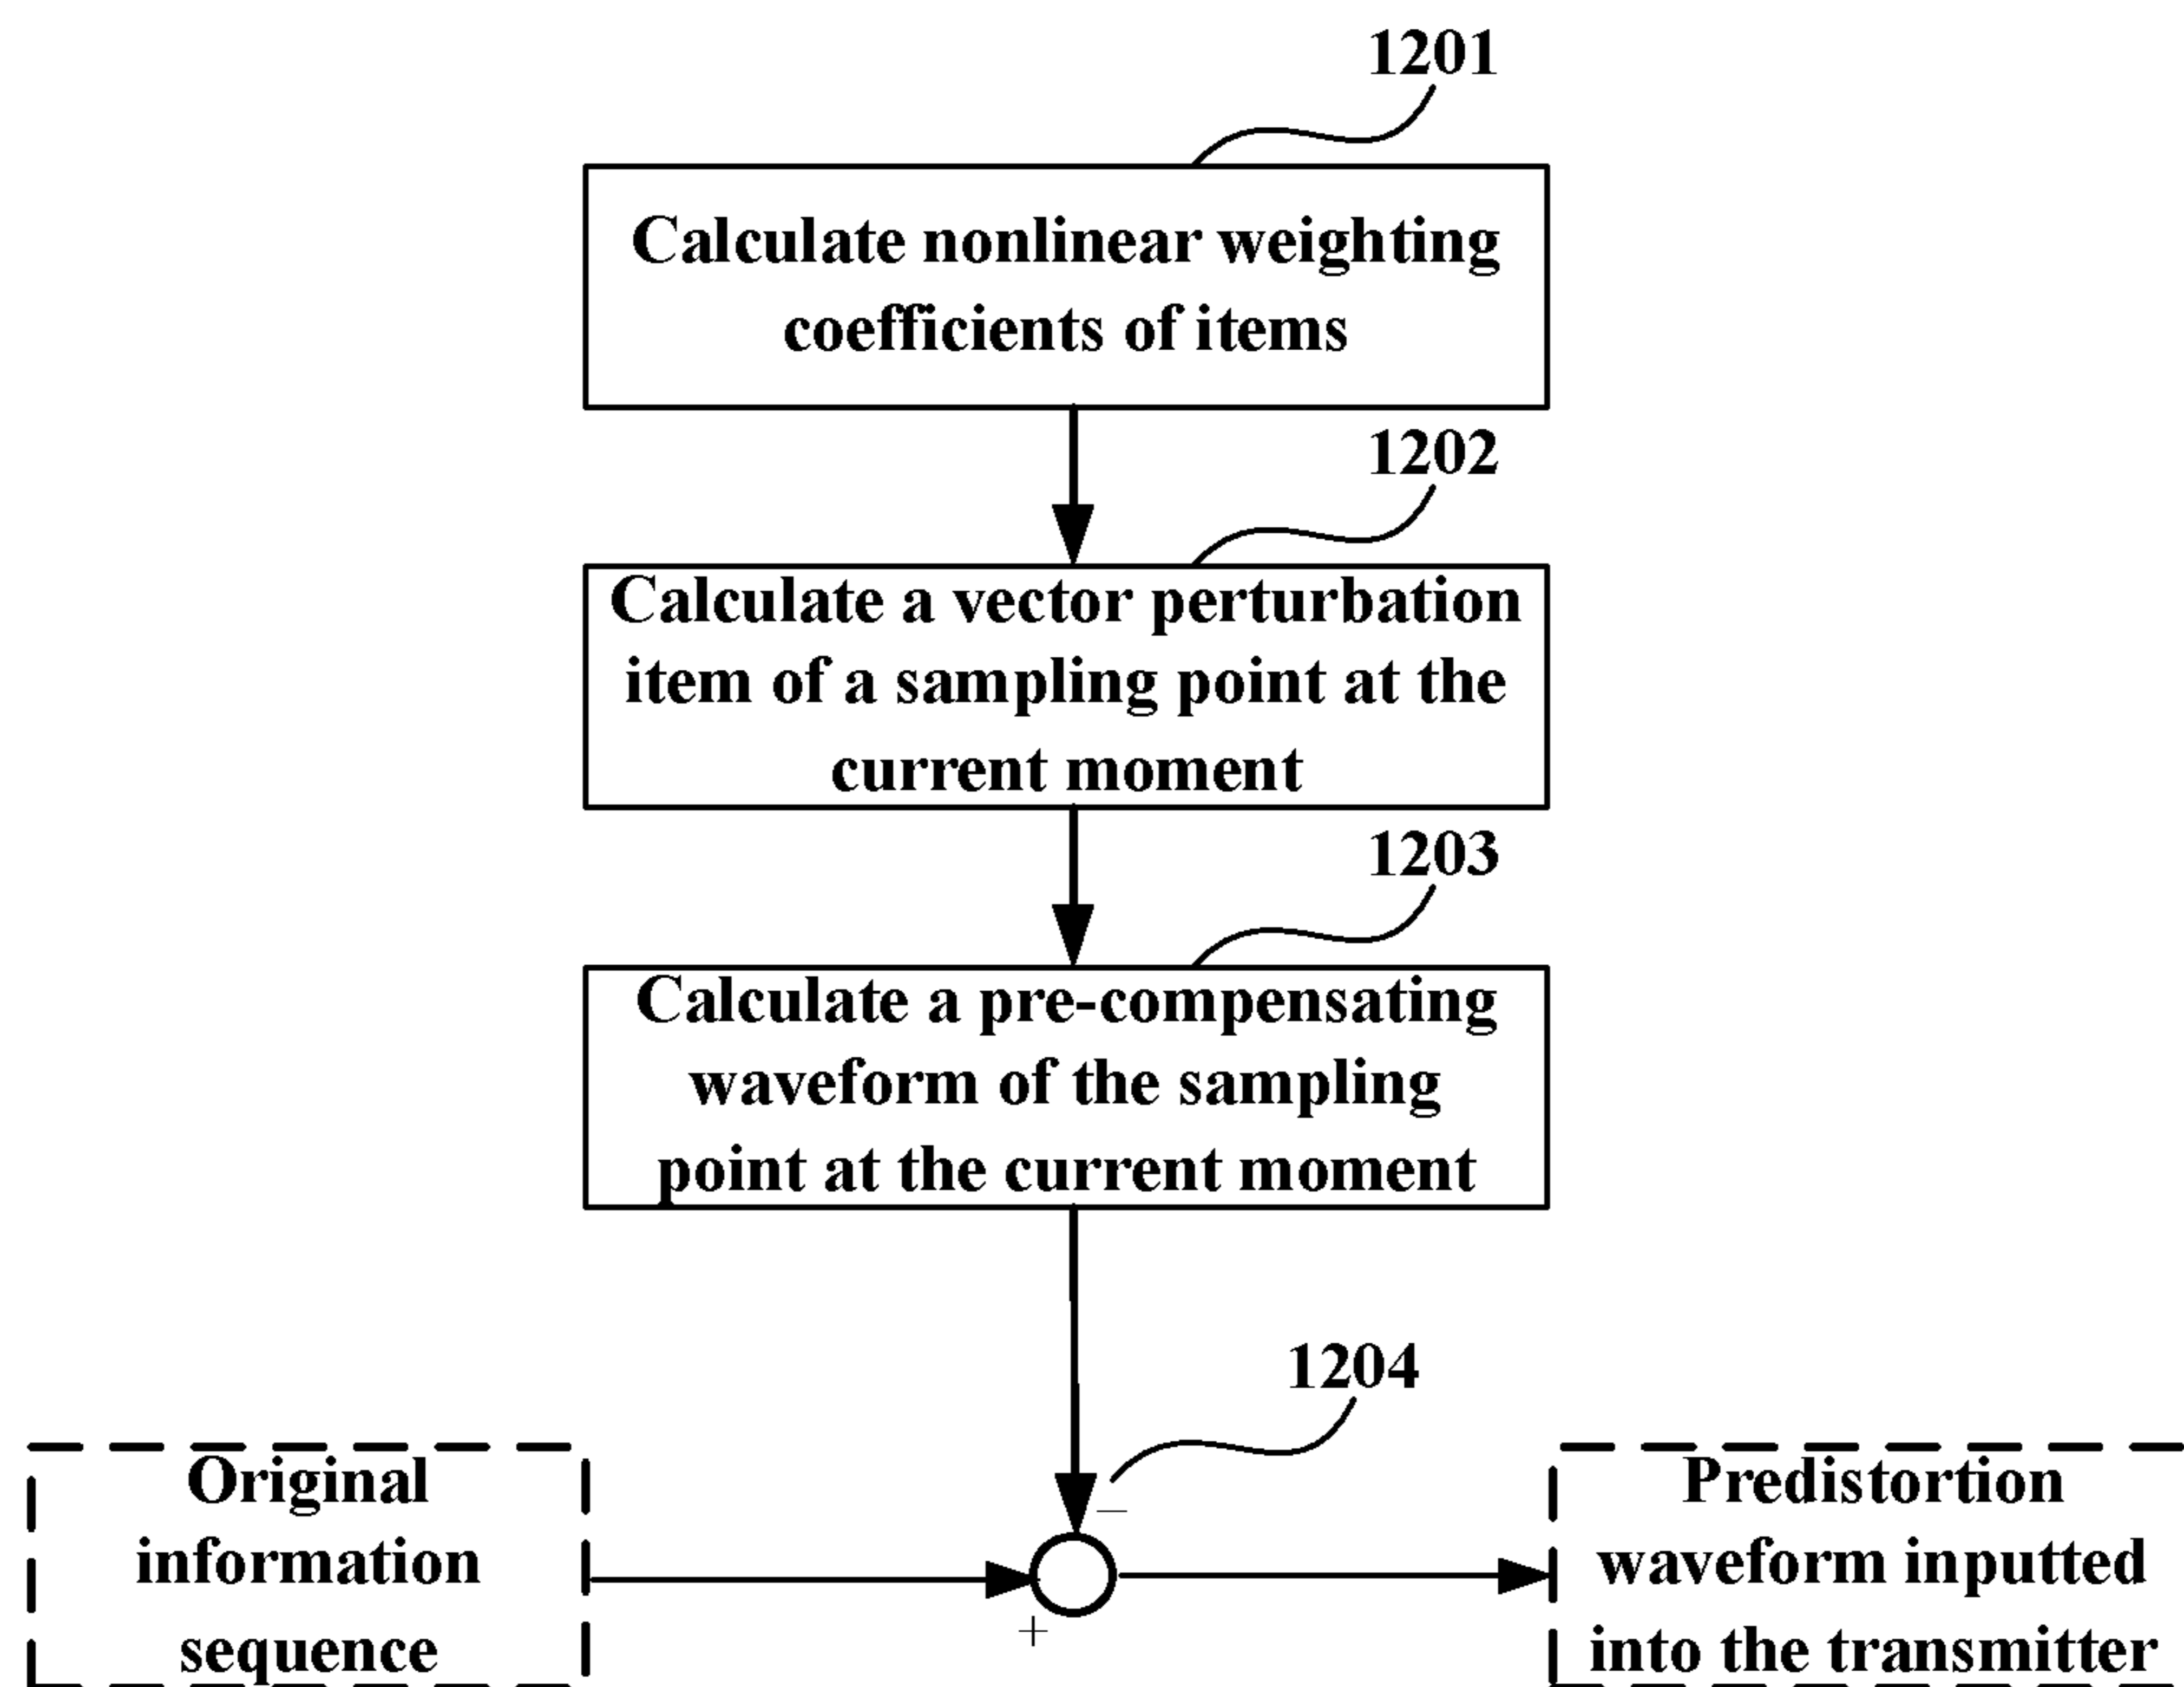 1201
Calculate nonlinear weighting
coefficients of items
1202
Calculate a vector perturbation
item of a sampling point at the
current moment
1203
Calculate a pre-compensating
waveform of the sampling
point at the current moment
1204
−
+
Original
information
sequence
Predistortion
waveform inputted
into the transmitter